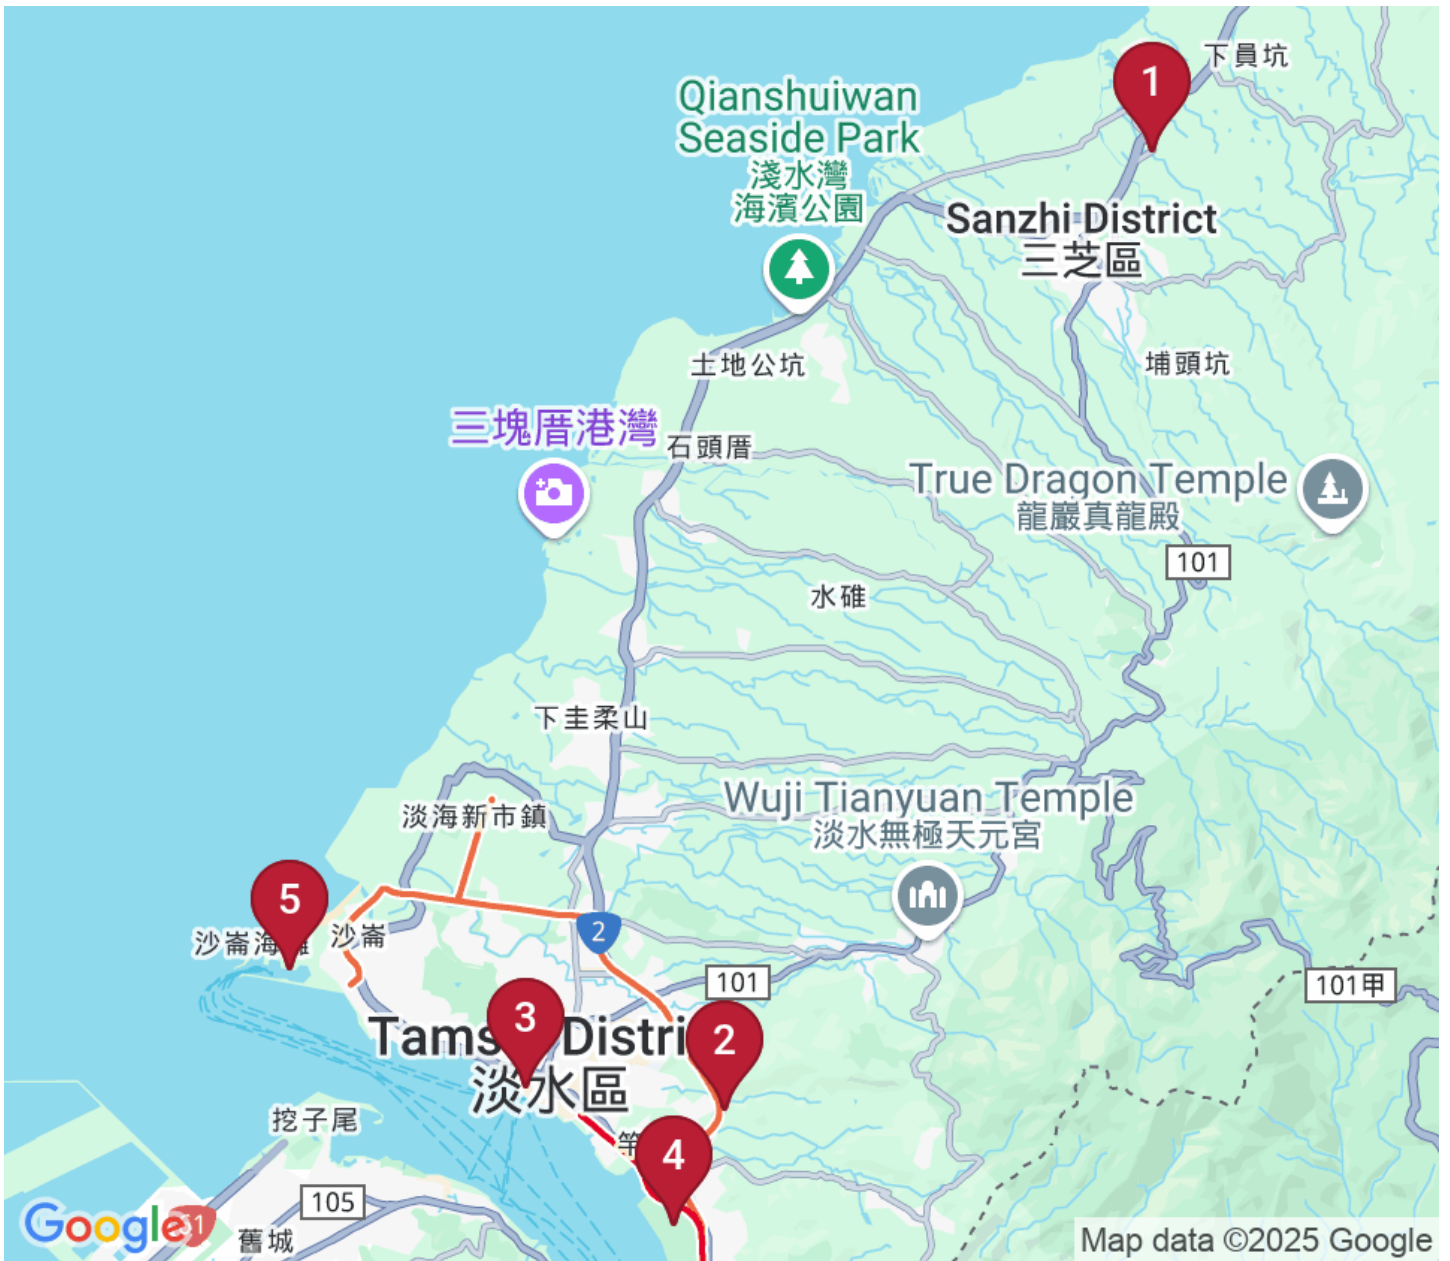 下員坑
1
Qianshuiwan
Seaside Park
淺水灣
海濱公園
Sanzhi District
三芝區
土地公坑
埔頭坑
三塊厝港灣
石頭厝
True Dragon Temple
龍巖真龍殿
101
水碓
下圭柔山
Wuji Tianyuan Temple
淡水無極天元宮
淡海新市鎮
5
2
沙崙海
沙崙
101
101甲
3
2
Distri
淡水區
挖子尾
4
105
Google
61
舊城
Map data ©2025 Google